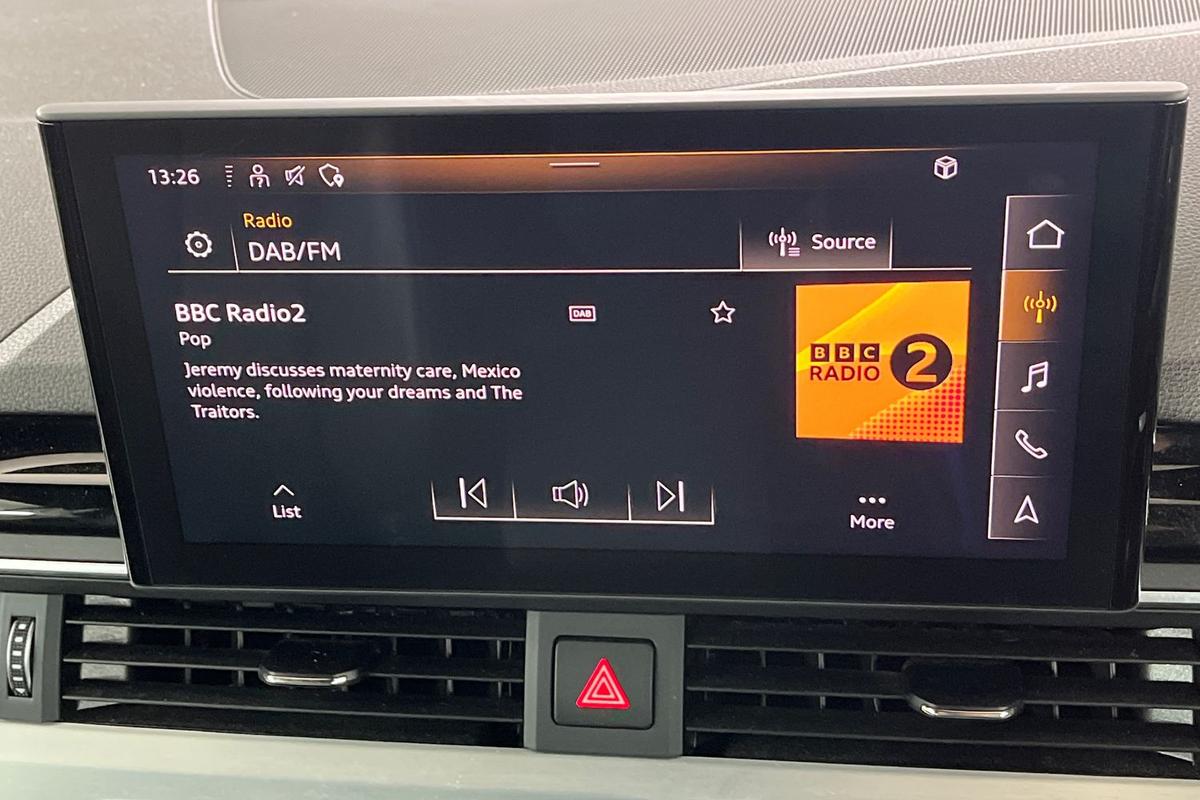 13:26
Radio
DAB/FM
Source
BBC Radio2
DAB
Pop
Jeremy discusses maternity care, Mexico
violence, following your dreams and The
Traitors.
BBC
RADIO 2
List
More